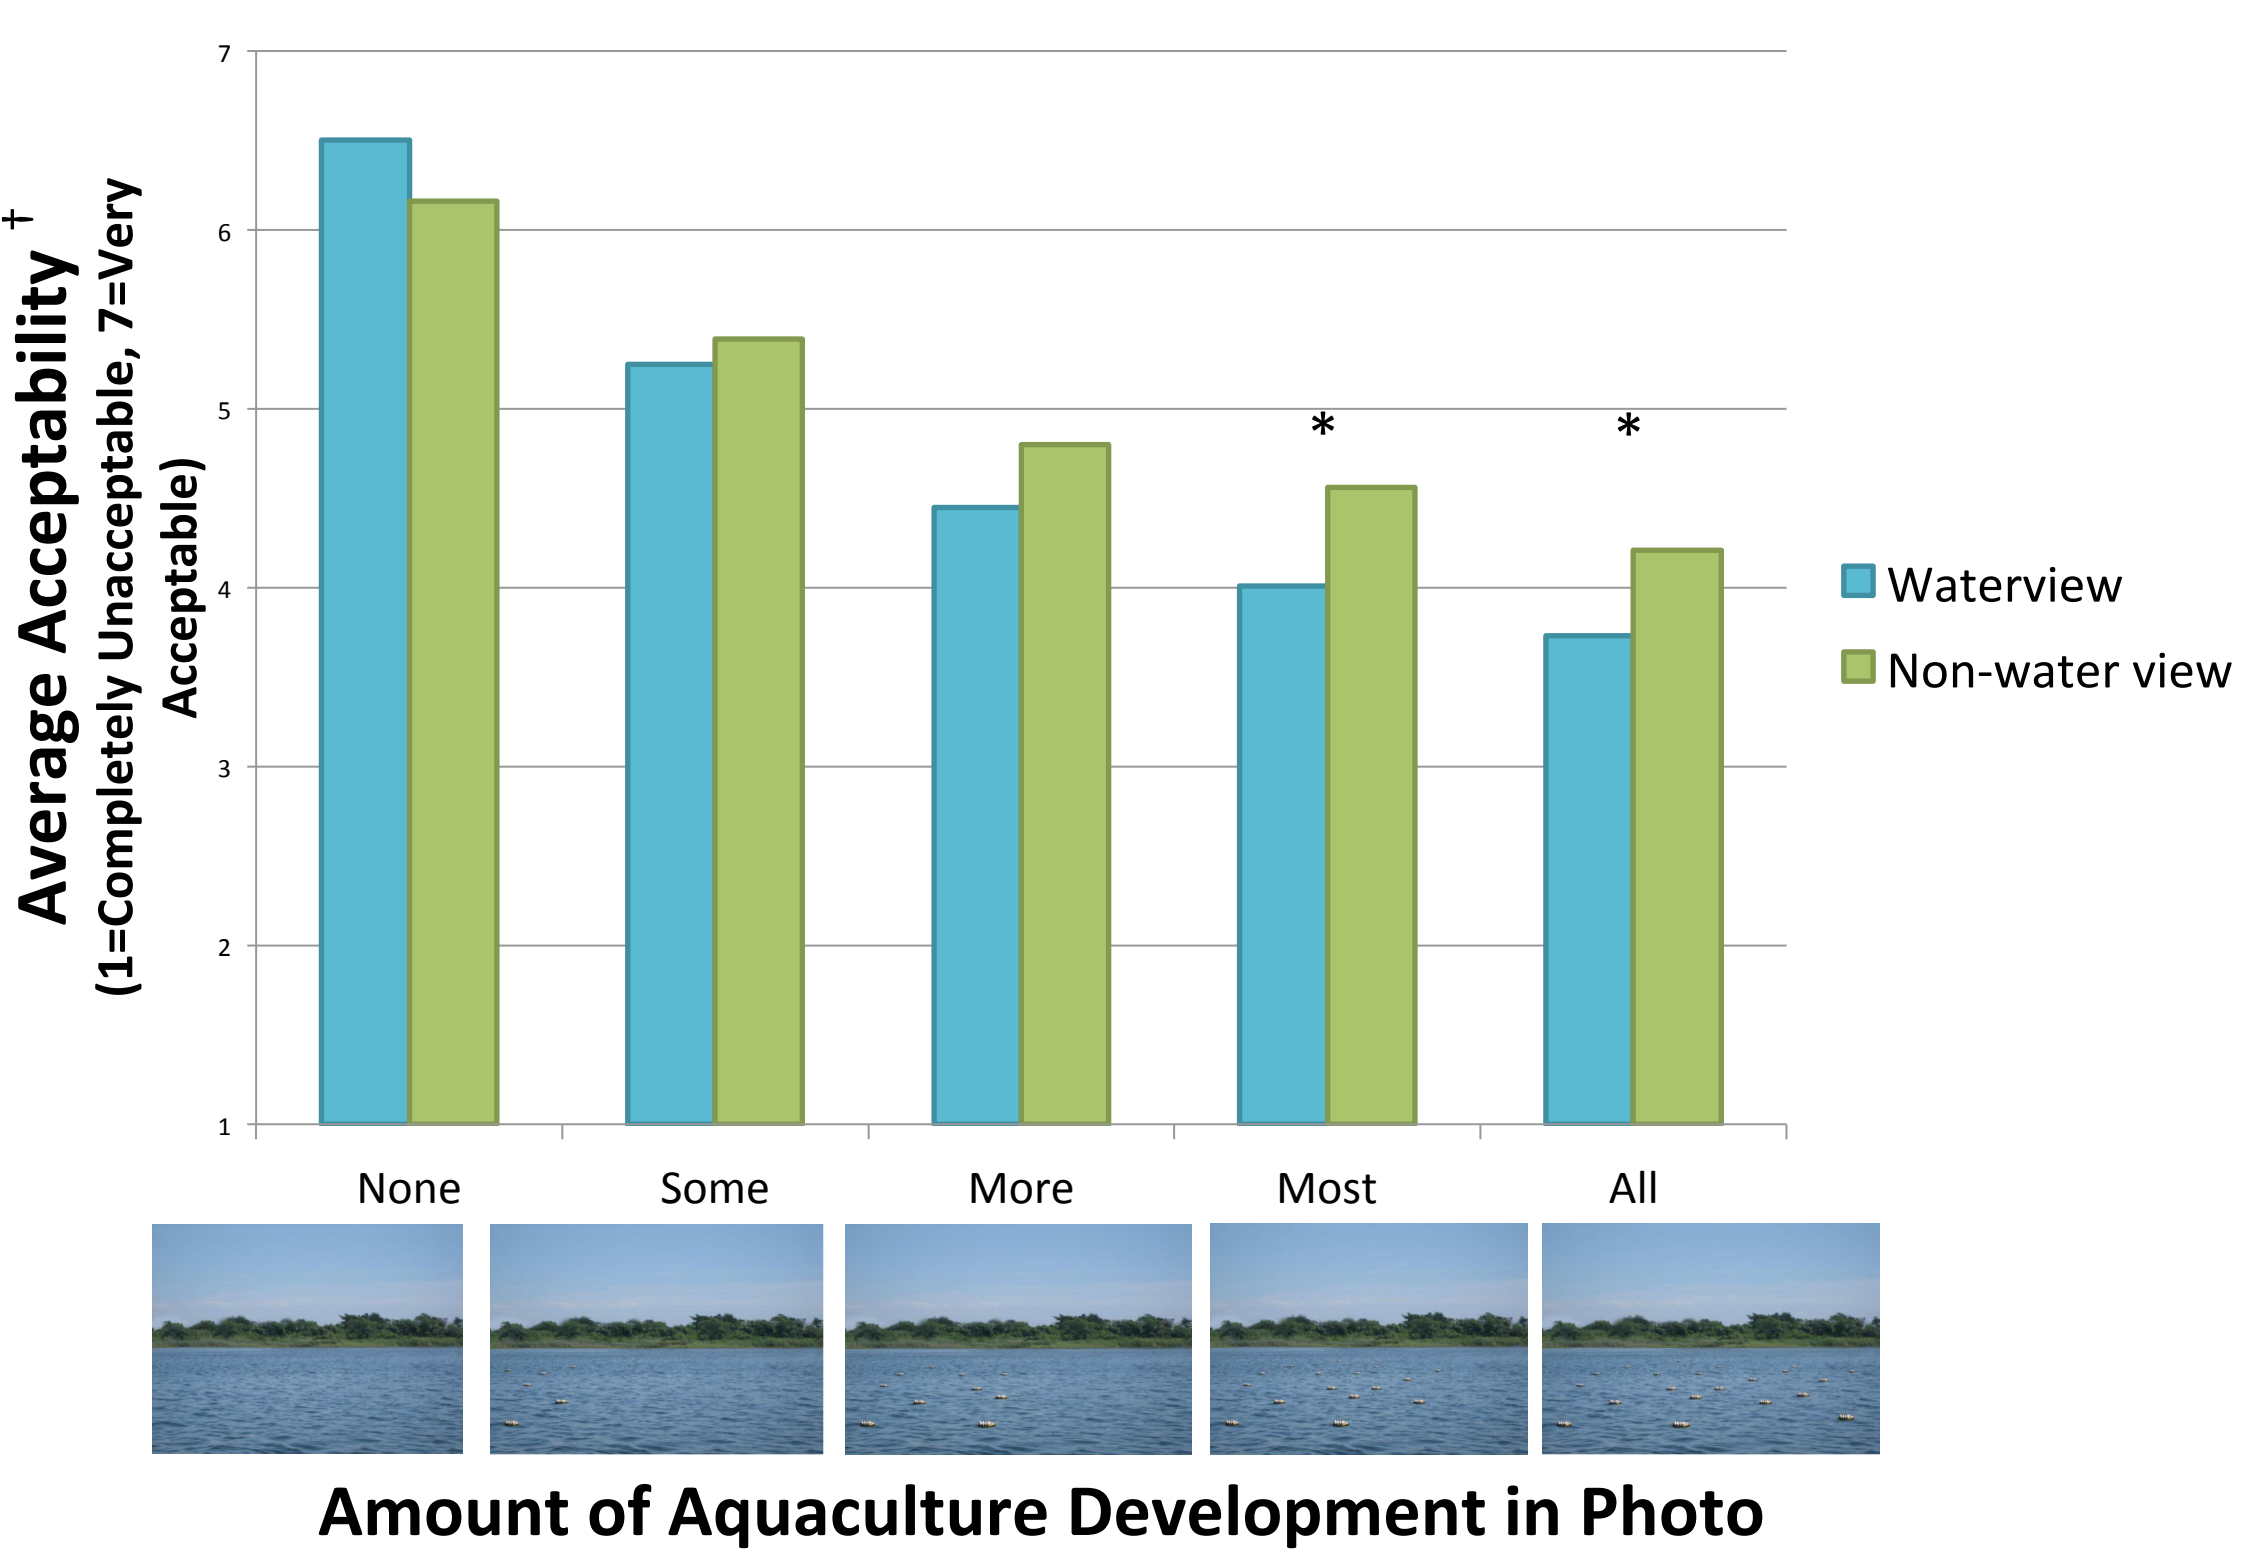 Average Acceptability †
(1=Completely Unacceptable, 7=Very
Acceptable)
7
6
5
4
3
2
1
*
*
Waterview
Non-water view
None
Some
More
Most
All
Amount of Aquaculture Development in Photo